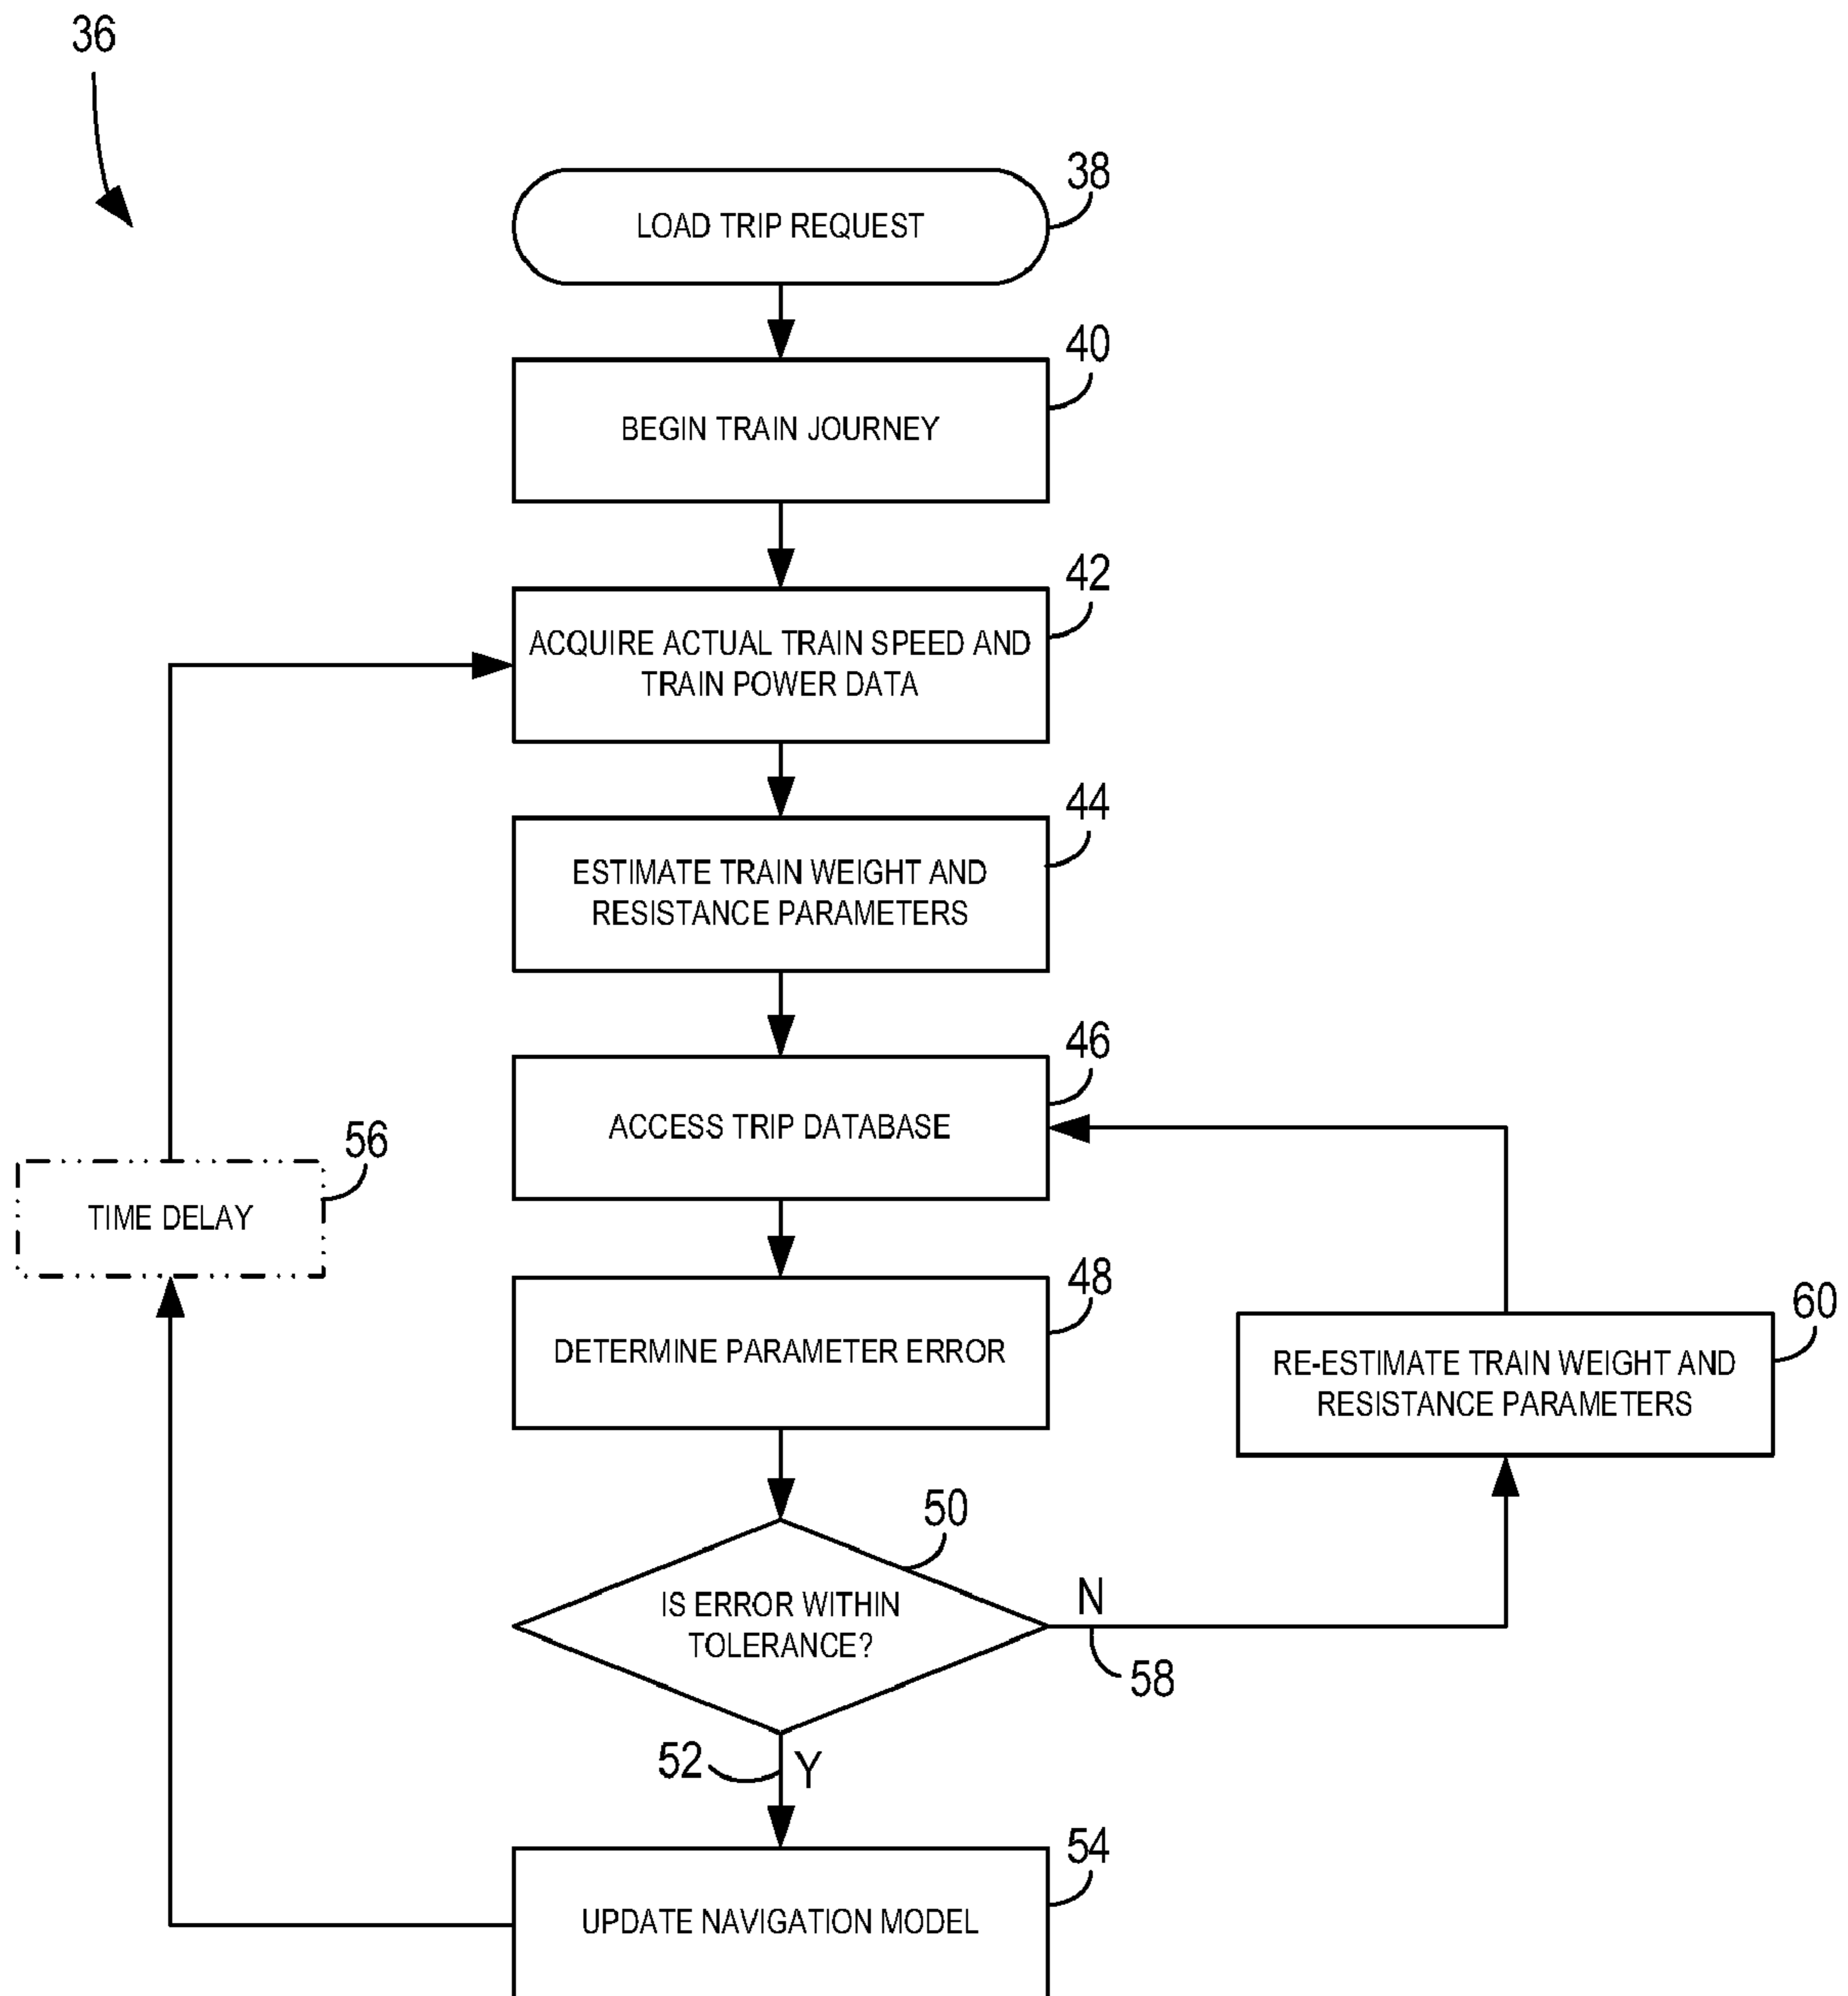 36
38
LOAD TRIP REQUEST
40
BEGIN TRAIN JOURNEY
42
ACQUIRE ACTUAL TRAIN SPEED AND
TRAIN POWER DATA
44
ESTIMATE TRAIN WEIGHT AND
RESISTANCE PARAMETERS
46
ACCESS TRIP DATABASE
56
TIME DELAY
48
DETERMINE PARAMETER ERROR
60
RE-ESTIMATE TRAIN WEIGHT AND
RESISTANCE PARAMETERS
50
IS ERROR WITHIN
TOLERANCE?
N
58
52
Y
54
UPDATE NAVIGATION MODEL